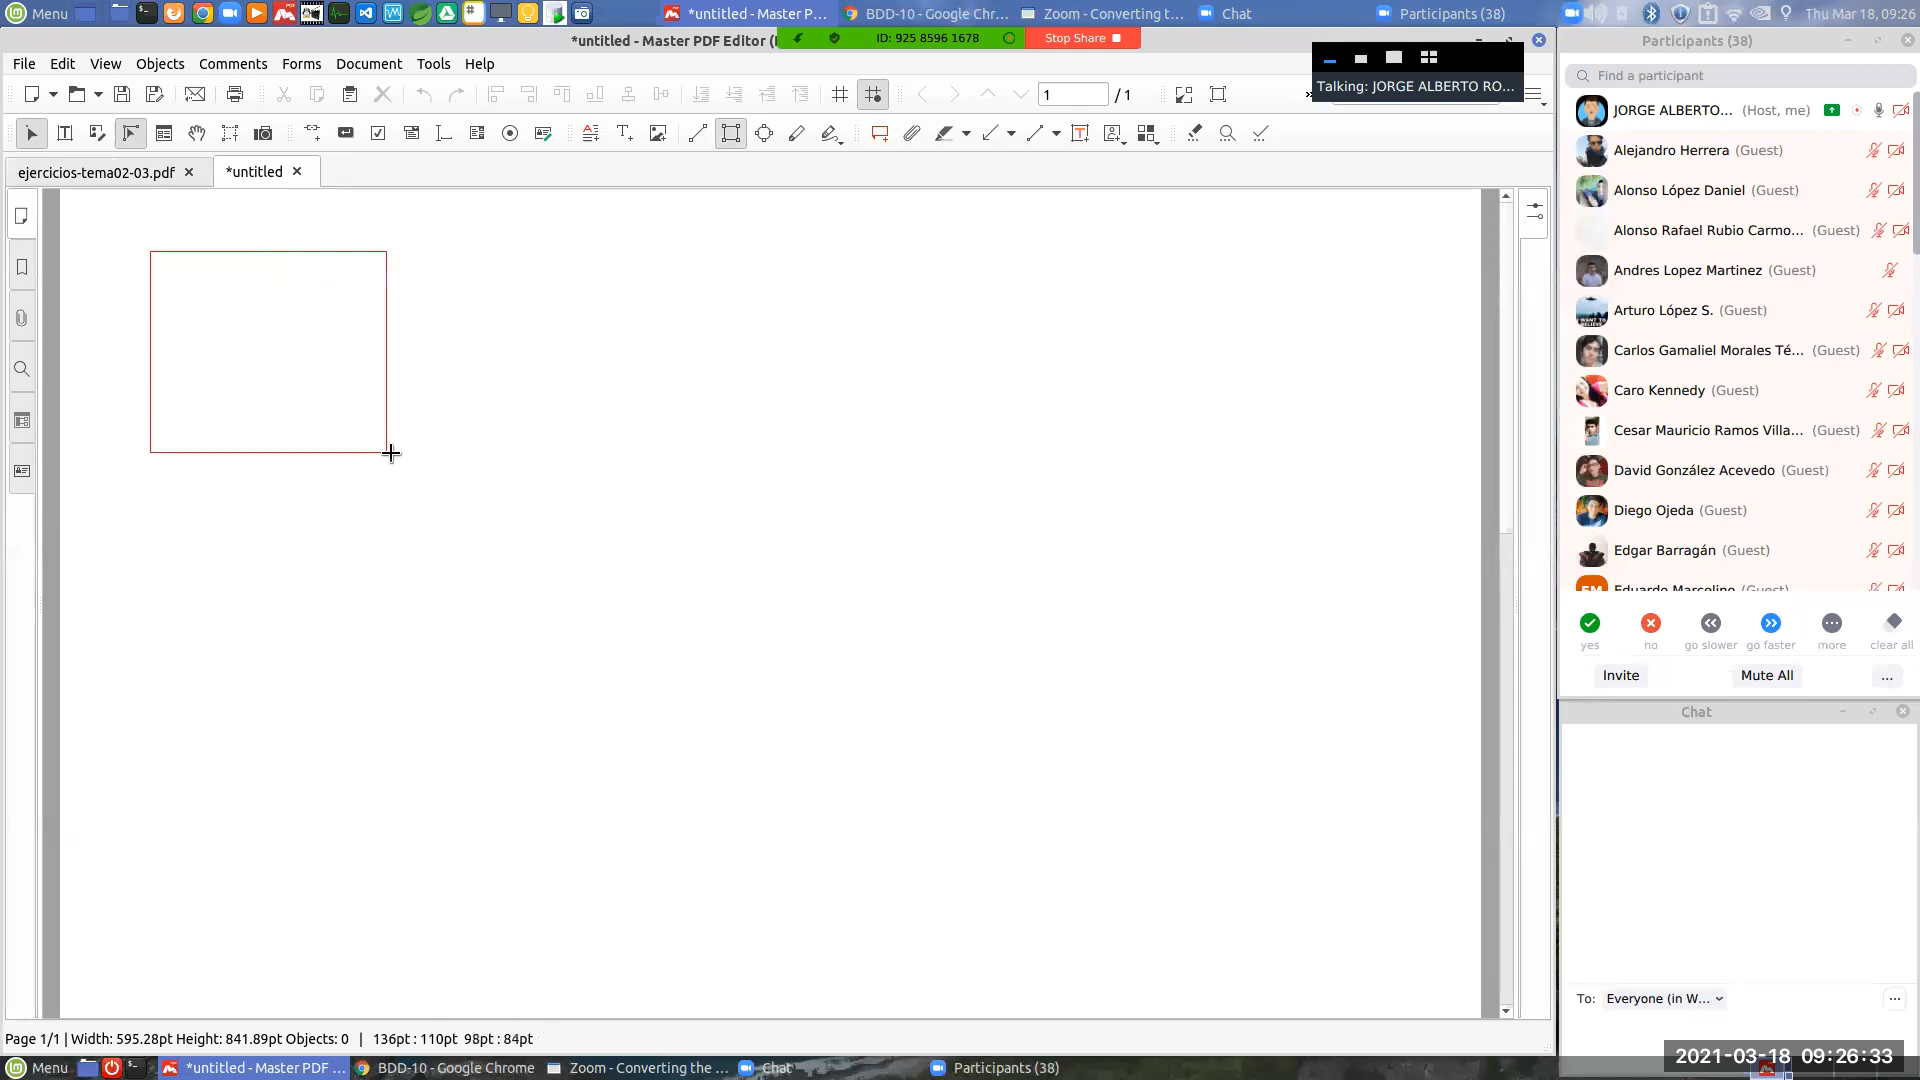 Menu
*untitled - Master P...
BDD-10 - Google Chr...
Zoom - Converting t...
Chat
Participants (38)
Thu Mar 18, 09:26
*untitled - Master PDF Editor (
ID: 925 8596 1678
Stop Share
Participants (38)
File Edit View Objects Comments Forms Document Tools Help
Talking: JORGE ALBERTO RO...
Find a participant
1 / 1
JORGE ALBERTO... (Host, me)
ejercicios-tema02-03.pdf
*untitled
Alejandro Herrera (Guest)
Alonso López Daniel (Guest)
Alonso Rafael Rubio Carmo... (Guest)
Andres Lopez Martinez (Guest)
Arturo López S. (Guest)
Carlos Gamaliel Morales Té... (Guest)
Caro Kennedy (Guest)
Cesar Mauricio Ramos Villa... (Guest)
David González Acevedo (Guest)
Diego Ojeda (Guest)
Edgar Barragán (Guest)
Eduardo Marcelino (Guest)
yes no go slower go faster more clear all
Invite Mute All ...
Chat
To: Everyone (in W...
Page 1/1 | Width: 595.28pt Height: 841.89pt Objects: 0 | 136pt : 110pt 98pt : 84pt
Menu
*untitled - Master PDF ...
BDD-10 - Google Chrome
Zoom - Converting the ...
Chat
Participants (38)
2021-03-18 09:26:33